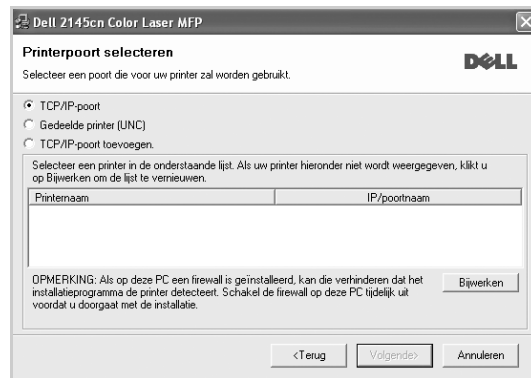 Dell 2145cn Color Laser MFP
Printerpoort selecteren
Selecteer een poort die voor uw printer zal worden gebruikt.
DELL
TCP/IP-poort
Gedeelde printer (UNC)
TCP/IP-poort toevoegen.
Selecteer een printer in de onderstaande lijst. Als uw printer hieronder niet wordt weergegeven, klikt u
op Bijwerken om de lijst te vernieuwen.
Printernaam IP/poortnaam
OPMERKING: Als op deze PC een firewall is geïnstalleerd, kan die verhinderen dat het
installatieprogramma de printer detecteert. Schakel de firewall op deze PC tijdelijk uit
voordat u doorgaat met de installatie.
Bijwerken
<Terug Volgende> Annuleren